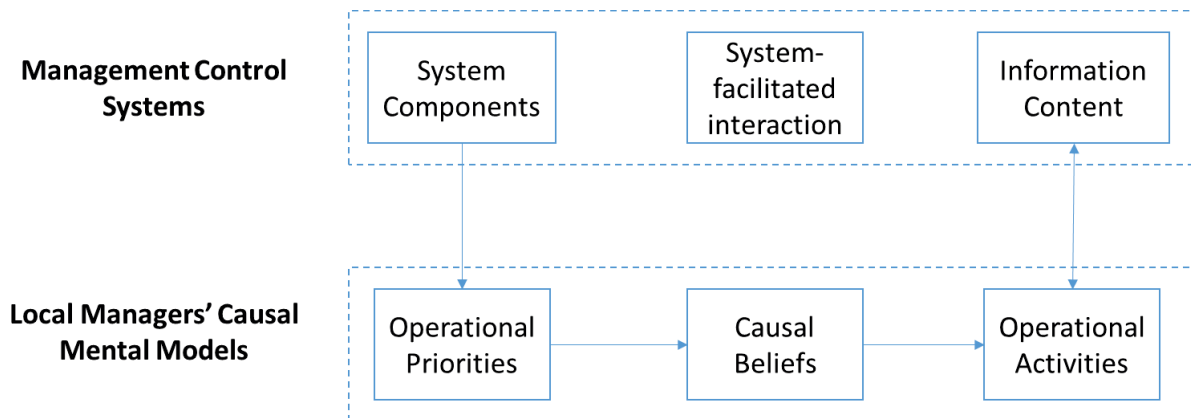 Management Control
Systems
System
Components
System-
facilitated
interaction
Information
Content
Local Managers’ Causal
Mental Models
Operational
Priorities
Causal
Beliefs
Operational
Activities